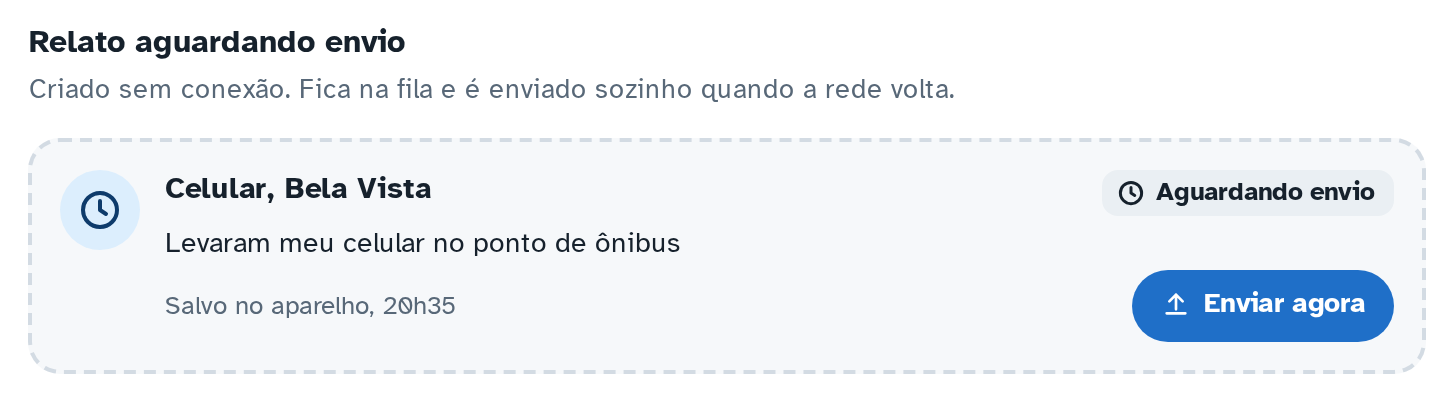 Relato aguardando envio
Criado sem conexão. Fica na fila e é enviado sozinho quando a rede volta.
Celular, Bela Vista
Aguardando envio
Levaram meu celular no ponto de ônibus
Salvo no aparelho, 20h35
Enviar agora